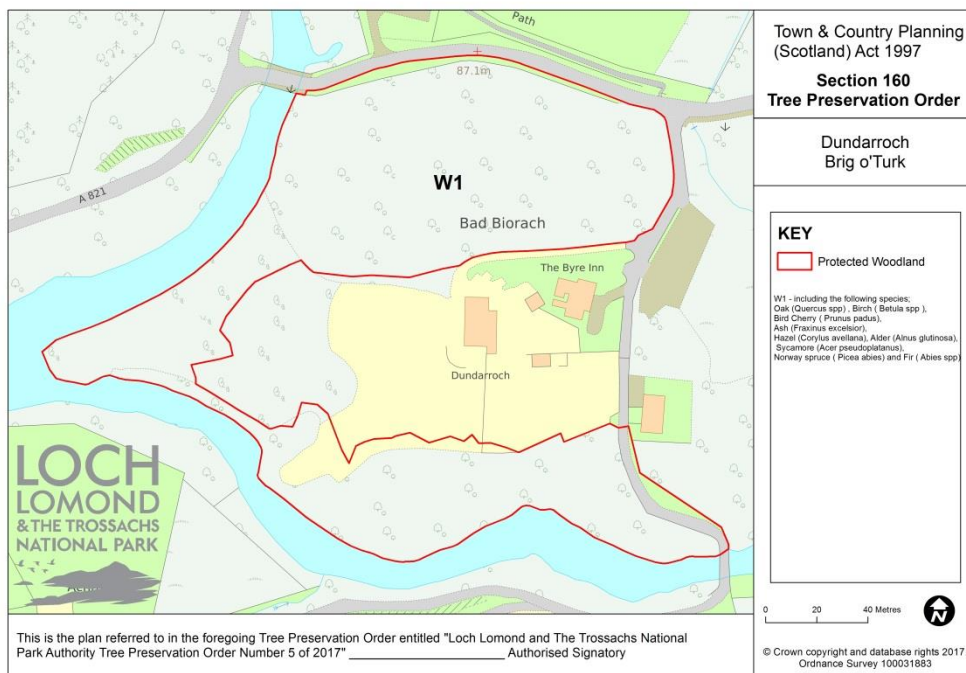 Path
87.1m
A 821
W1
Bad Biorach
The Byre Inn
Dundarroch
LOCH
LOMOND
& THE TROSSACHS
NATIONAL PARK
Town & Country Planning
(Scotland) Act 1997
Section 160
Tree Preservation Order
Dundarroch
Brig o'Turk
KEY
Protected Woodland
W1 - including the following species;
Oak (Quercus spp) , Birch ( Betula spp ),
Bird Cherry ( Prunus padus),
Ash (Fraxinus excelsior),
Hazel (Corylus avellana), Alder (Alnus glutinosa),
Sycamore (Acer pseudoplatanus),
Norway spruce ( Picea abies) and Fir ( Abies spp)
0 20 40 Metres
N
© Crown copyright and database rights 2017
Ordnance Survey 100031883
This is the plan referred to in the foregoing Tree Preservation Order entitled "Loch Lomond and The Trossachs National
Park Authority Tree Preservation Order Number 5 of 2017" ________________________ Authorised Signatory